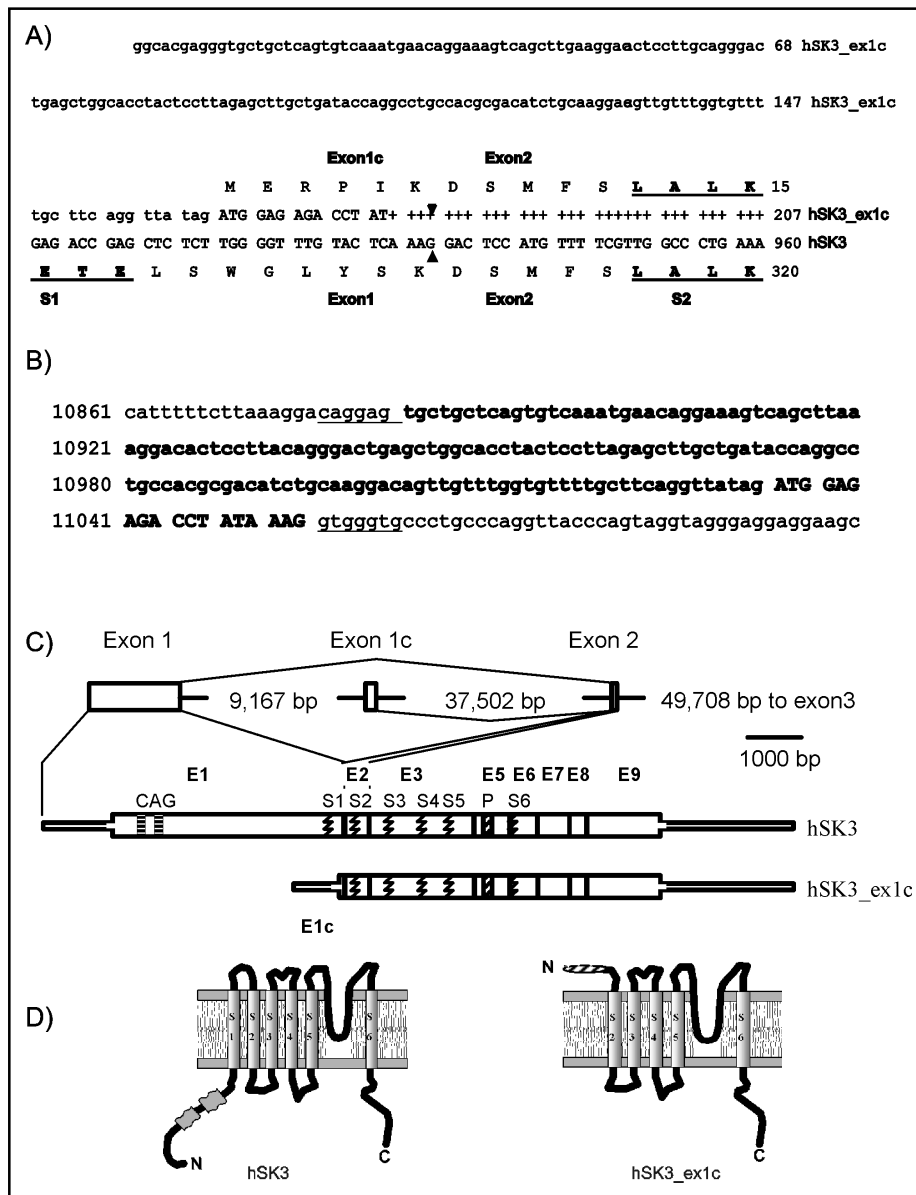 A)
ggcacgagggtgctgctcagtgtcaaatgaacaggaaagtcagcttgaaggaactccttgcagggac 68 hSK3_ex1c
tgagctggcacctactccttagagcttgctgataccaggcctgccacgcgacatctgcaaggaagttgtttggtgttt 147 hSK3_ex1c
Exon1c Exon2
M E R P I K D S M F S L A L K 15
tgc ttc agg tta tag ATG GAG AGA CCT AT+ +++ +++ +++ +++ +++ +++ +++ +++ +++ 207 hSK3_ex1c
GAG ACC GAG CTC TCT TGG GGT TTG TAC TCA AAG GAC TCC ATG TTT TCG TTG GCC CTG AAA 960 hSK3
E T E L S W G L Y S K D S M F S L A L K 320
S1 Exon1 Exon2 S2
B)
10861 catttttcttaaaggacaggag tgctgctcagtgtcaaatgaacaggaaagtcagcttaa
10921 aggacactccttacagggactgagctggcacctactccttagagcttgctgataccaggcc
10980 tgccacgcgacatctgcaaggacagttgtttggtgttttgcttcaggttatag ATG GAG
11041 AGA CCT ATA AAG gtgggtgccctgcccaggttacccagtaggtagggaggaggaagc
C)
Exon 1 Exon 1c Exon 2
9,167 bp 37,502 bp 49,708 bp to exon3
1000 bp
E1 E2 E3 E5 E6 E7 E8 E9
CAG S1 S2 S3 S4 S5 P S6
hSK3
hSK3_ex1c
E1c
D)
N
S1 S2 S3 S4 S5 S6
S2 S3 S4 S5 S6
N C
C
hSK3 hSK3_ex1c